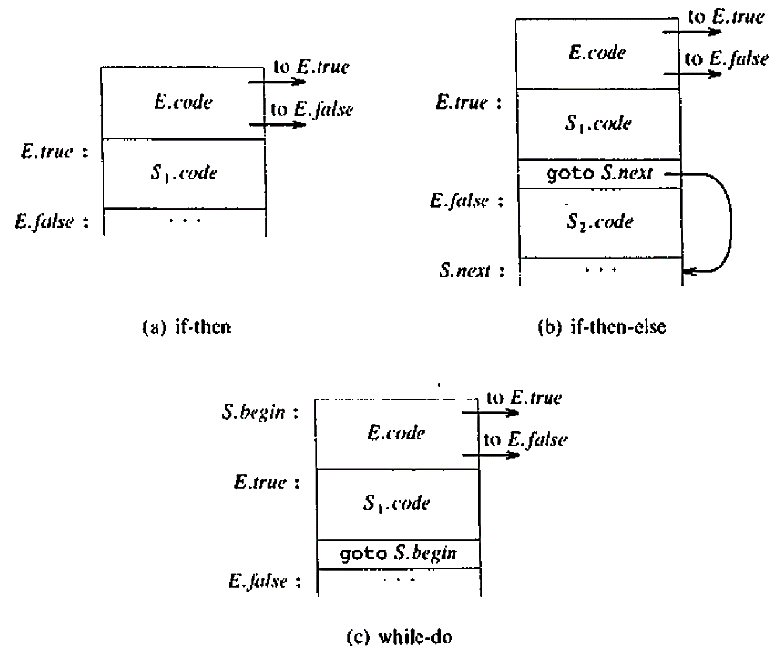 to E.true
E.code
to E.false
E.true :
S₁.code
E.false :
. . .
(a) if-then
to E.true
E.code
to E.false
E.true :
S₁.code
goto S.next
E.false :
S₂.code
S.next :
. . .
(b) if-then-else
S.begin :
to E.true
E.code
to E.false
E.true :
S₁.code
goto S.begin
E.false :
. . .
(c) while-do